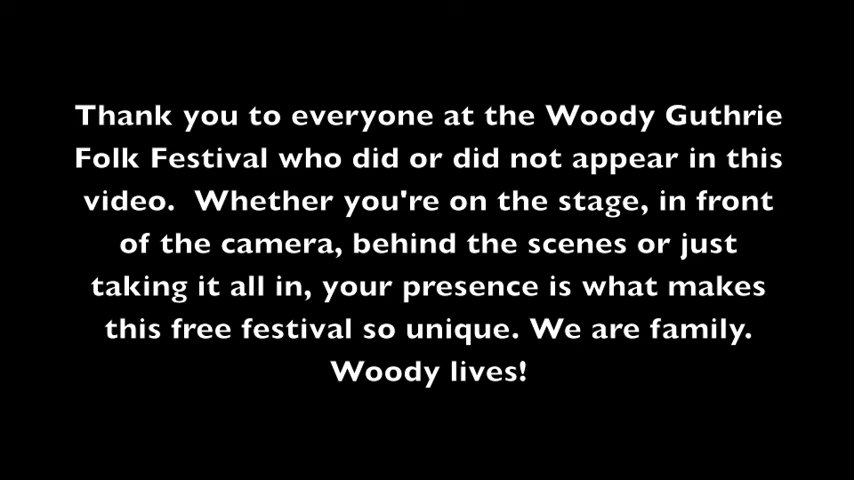 Thank you to everyone at the Woody Guthrie
Folk Festival who did or did not appear in this
video.  Whether you're on the stage, in front
of the camera, behind the scenes or just
taking it all in, your presence is what makes
this free festival so unique. We are family.
Woody lives!